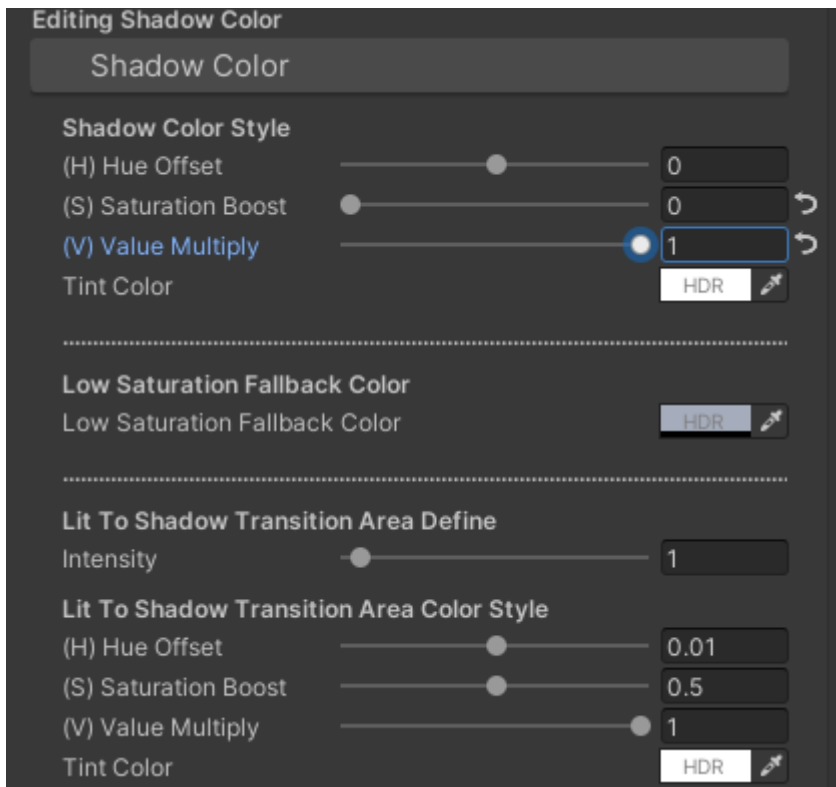 Editing Shadow Color
Shadow Color
Shadow Color Style
(H) Hue Offset 0
(S) Saturation Boost 0
(V) Value Multiply 1
Tint Color HDR
Low Saturation Fallback Color
Low Saturation Fallback Color HDR
Lit To Shadow Transition Area Define
Intensity 1
Lit To Shadow Transition Area Color Style
(H) Hue Offset 0.01
(S) Saturation Boost 0.5
(V) Value Multiply 1
Tint Color HDR